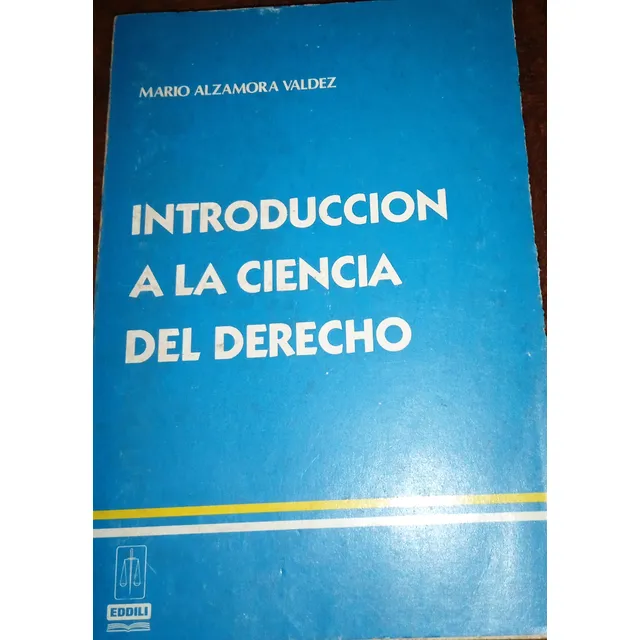 MARIO ALZAMORA VALDEZ
INTRODUCCION
A LA CIENCIA
DEL DERECHO
EDDILI